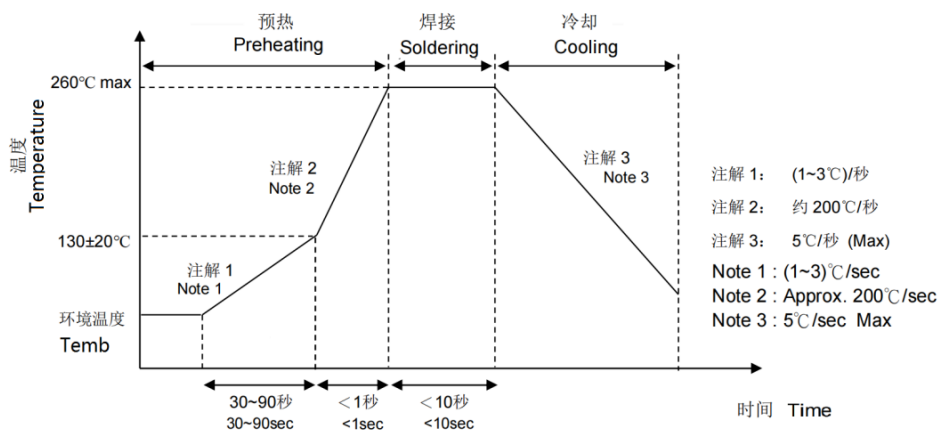 预热
Preheating
焊接
Soldering
冷却
Cooling
260℃ max
温度
Temperature
注解 2
Note 2
注解 3
Note 3
130±20℃
注解 1
Note 1
环境温度
Temb
注解 1： (1~3℃)/秒
注解 2： 约 200℃/秒
注解 3： 5℃/秒 (Max)
Note 1 : (1~3)℃/sec
Note 2 : Approx. 200℃/sec
Note 3 : 5℃/sec Max
30~90秒
30~90sec
＜1秒
<1sec
＜10秒
<10sec
时间 Time